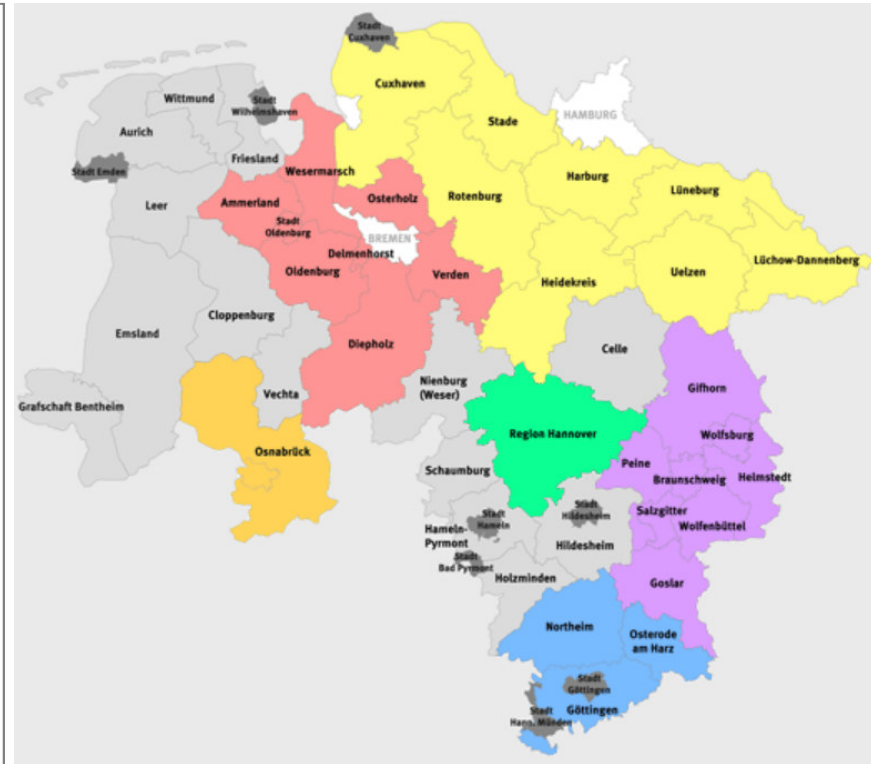 Stadt
Cuxhaven
Cuxhaven
Wittmund
Stadt
Wilhelmshaven
Stade
HAMBURG
Aurich
Friesland
Stadt Emden
Wesermarsch
Harburg
Lüneburg
Leer
Ammerland
Osterholz
Rotenburg
Stadt
Oldenburg
BREMEN
Delmenhorst
Oldenburg
Verden
Heidekreis
Uelzen
Lüchow-Dannenberg
Cloppenburg
Emsland
Diepholz
Celle
Nienburg
(Weser)
Vechta
Gifhorn
Grafschaft Bentheim
Region Hannover
Wolfsburg
Osnabrück
Schaumburg
Peine
Braunschweig
Helmstedt
Stadt
Hameln
Stadt
Hildesheim
Salzgitter
Wolfenbüttel
Hameln-
Pyrmont
Hildesheim
Stadt
Bad Pyrmont
Holzminden
Goslar
Northeim
Osterode
am Harz
Stadt
Göttingen
Göttingen
Stadt
Hann. Münden